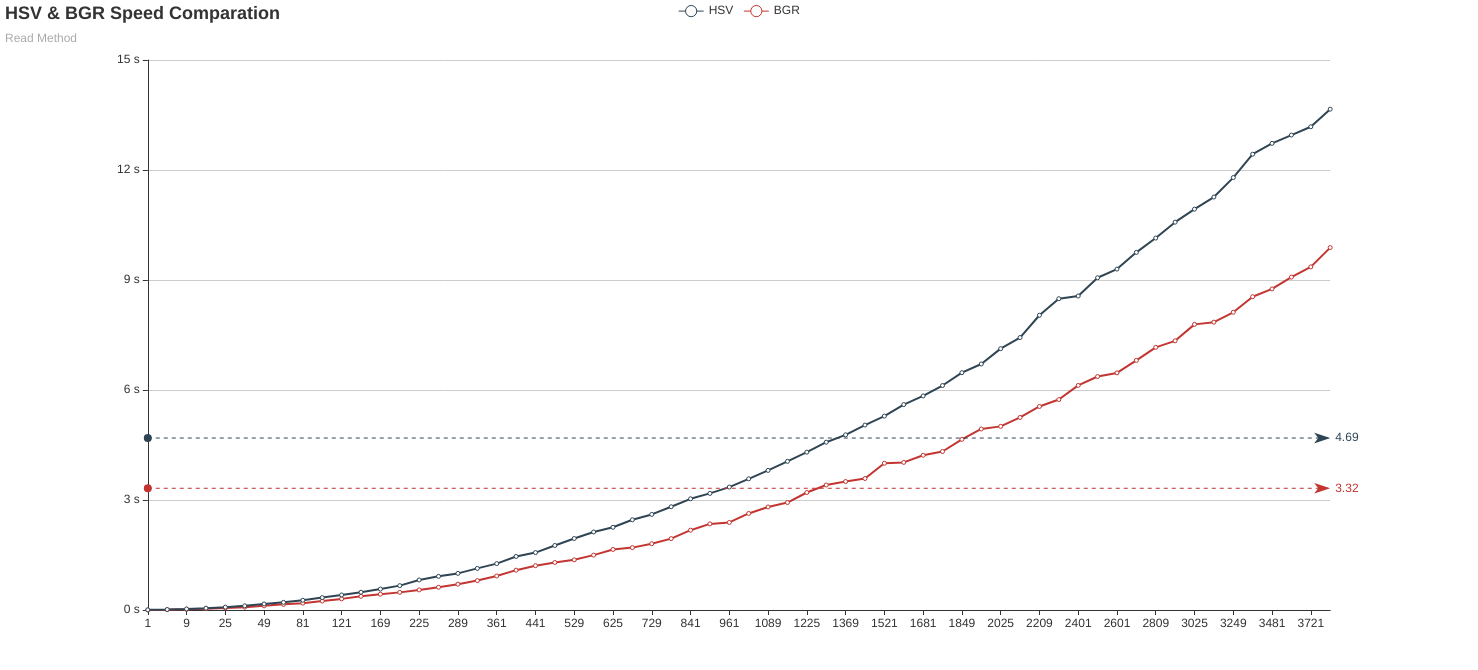 HSV & BGR Speed Comparation
HSV BGR
Read Method
15 s
12 s
9 s
6 s
4.69
3.32
3 s
0 s
1 9 25 49 81 121 169 225 289 361 441 529 625 729 841 961 1089 1225 1369 1521 1681 1849 2025 2209 2401 2601 2809 3025 3249 3481 3721